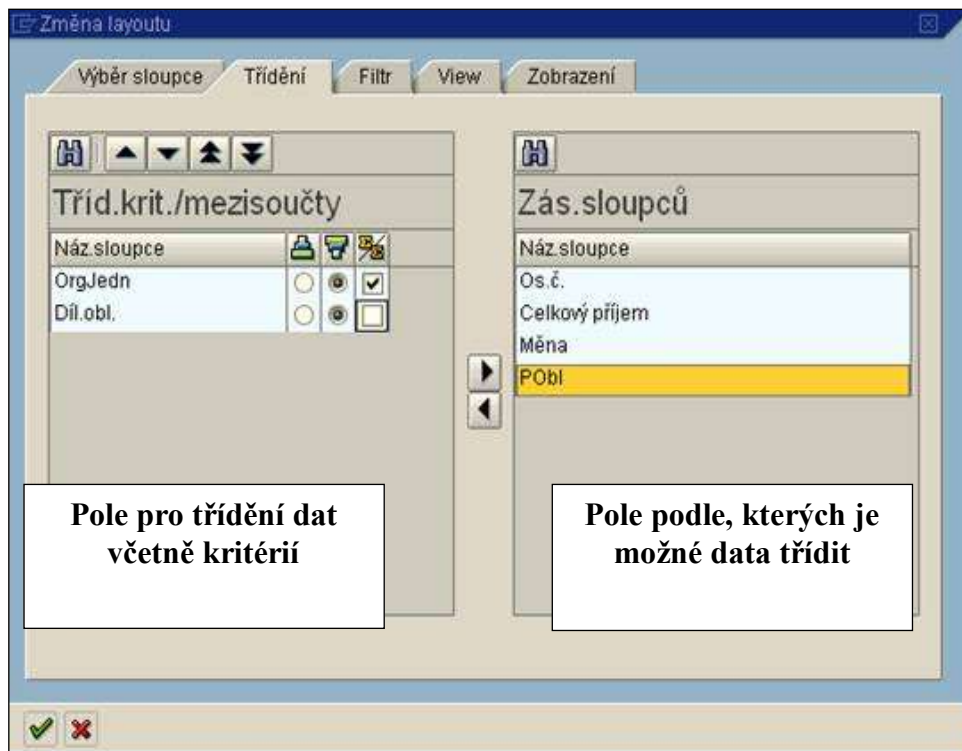 Změna layoutu
Výběr sloupce Třídění Filtr View Zobrazení
Tříd.krit./mezisoučty
Náz.sloupce
OrgJedn
Díl.obl.
Zás.sloupců
Náz.sloupce
Os.č.
Celkový příjem
Měna
PObl
Pole pro třídění dat
včetně kritérií
Pole podle, kterých je
možné data třídit